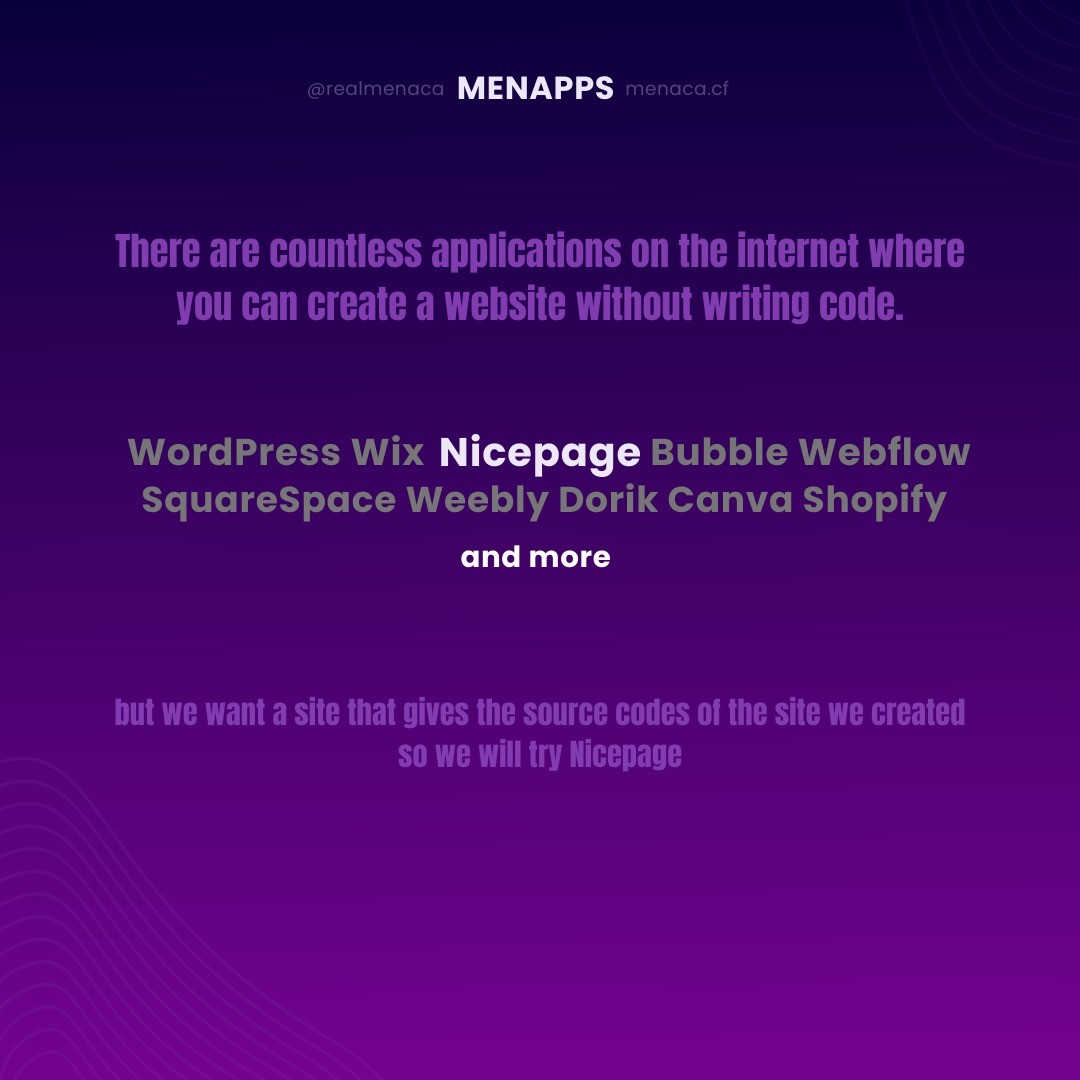 @realmenaca MENAPPS menaca.cf
There are countless applications on the internet where
you can create a website without writing code.
WordPress Wix Nicepage Bubble Webflow
SquareSpace Weebly Dorik Canva Shopify
and more
but we want a site that gives the source codes of the site we created
so we will try Nicepage